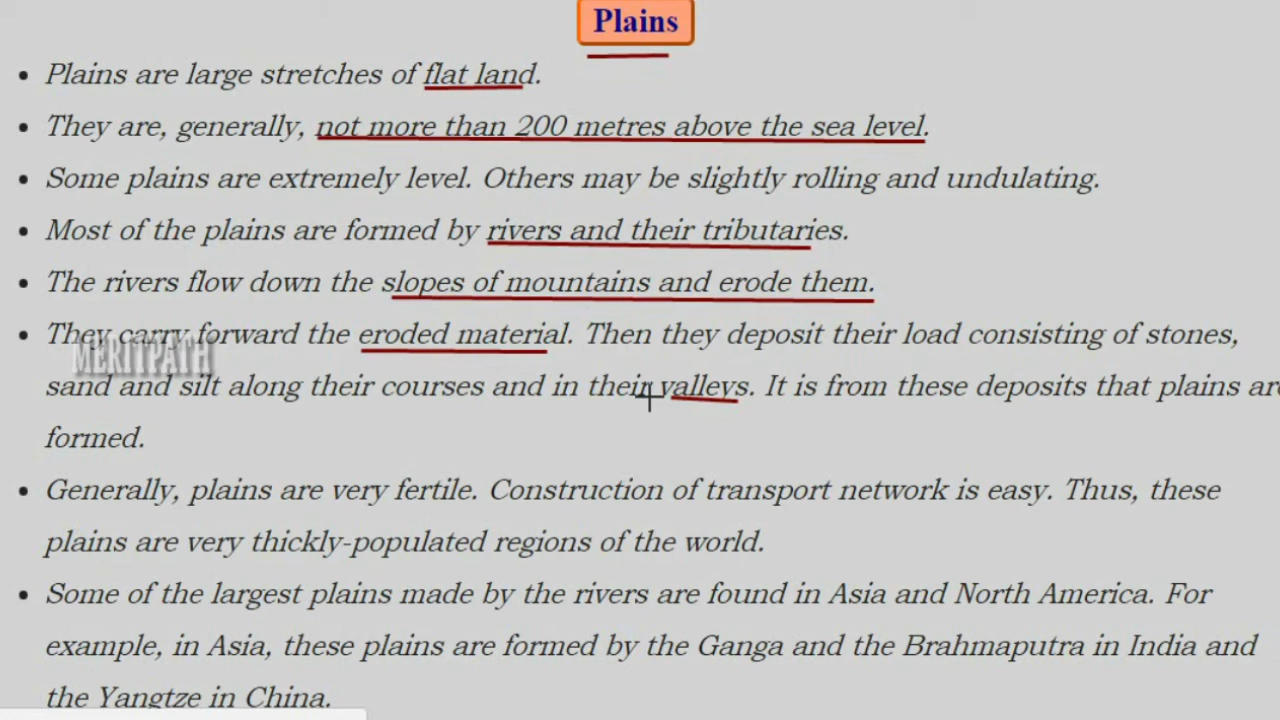 Plains
• Plains are large stretches of flat land.
• They are, generally, not more than 200 metres above the sea level.
• Some plains are extremely level. Others may be slightly rolling and undulating.
• Most of the plains are formed by rivers and their tributaries.
• The rivers flow down the slopes of mountains and erode them.
• They carry forward the eroded material. Then they deposit their load consisting of stones,
MERITPATH
sand and silt along their courses and in their valleys. It is from these deposits that plains are
formed.
• Generally, plains are very fertile. Construction of transport network is easy. Thus, these
plains are very thickly-populated regions of the world.
• Some of the largest plains made by the rivers are found in Asia and North America. For
example, in Asia, these plains are formed by the Ganga and the Brahmaputra in India and
the Yangtze in China.